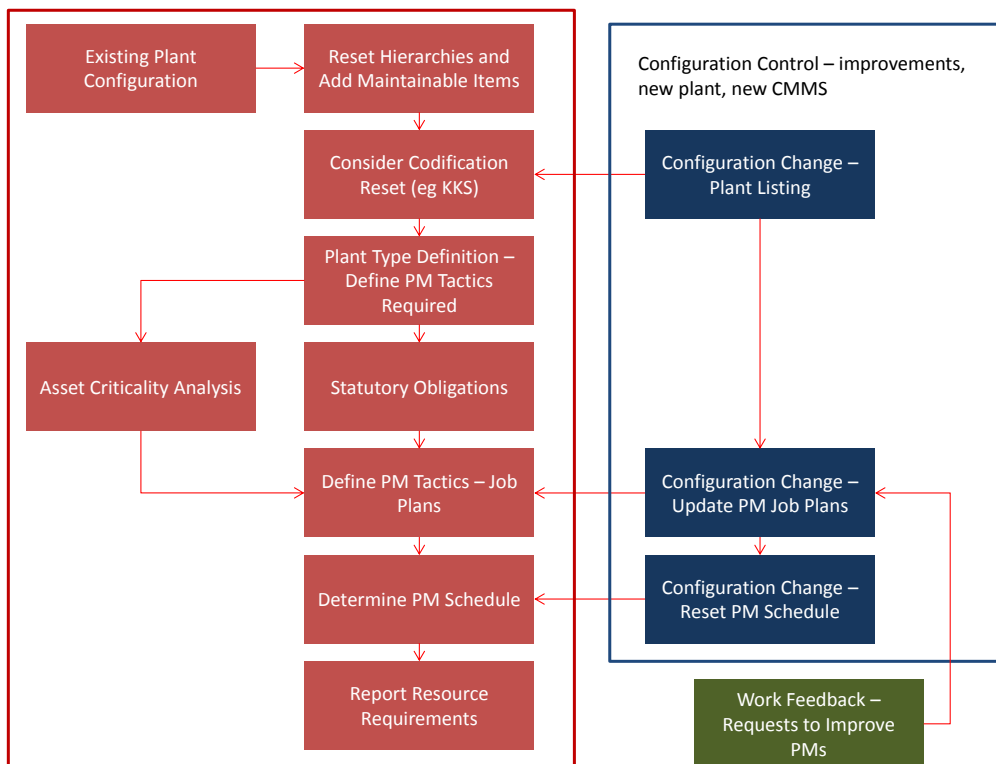 Existing Plant
Configuration
Reset Hierarchies and
Add Maintainable Items
Configuration Control – improvements,
new plant, new CMMS
Consider Codification
Reset (eg KKS)
Configuration Change –
Plant Listing
Plant Type Definition –
Define PM Tactics
Required
Asset Criticality Analysis
Statutory Obligations
Define PM Tactics – Job
Plans
Configuration Change –
Update PM Job Plans
Determine PM Schedule
Configuration Change –
Reset PM Schedule
Report Resource
Requirements
Work Feedback –
Requests to Improve
PMs